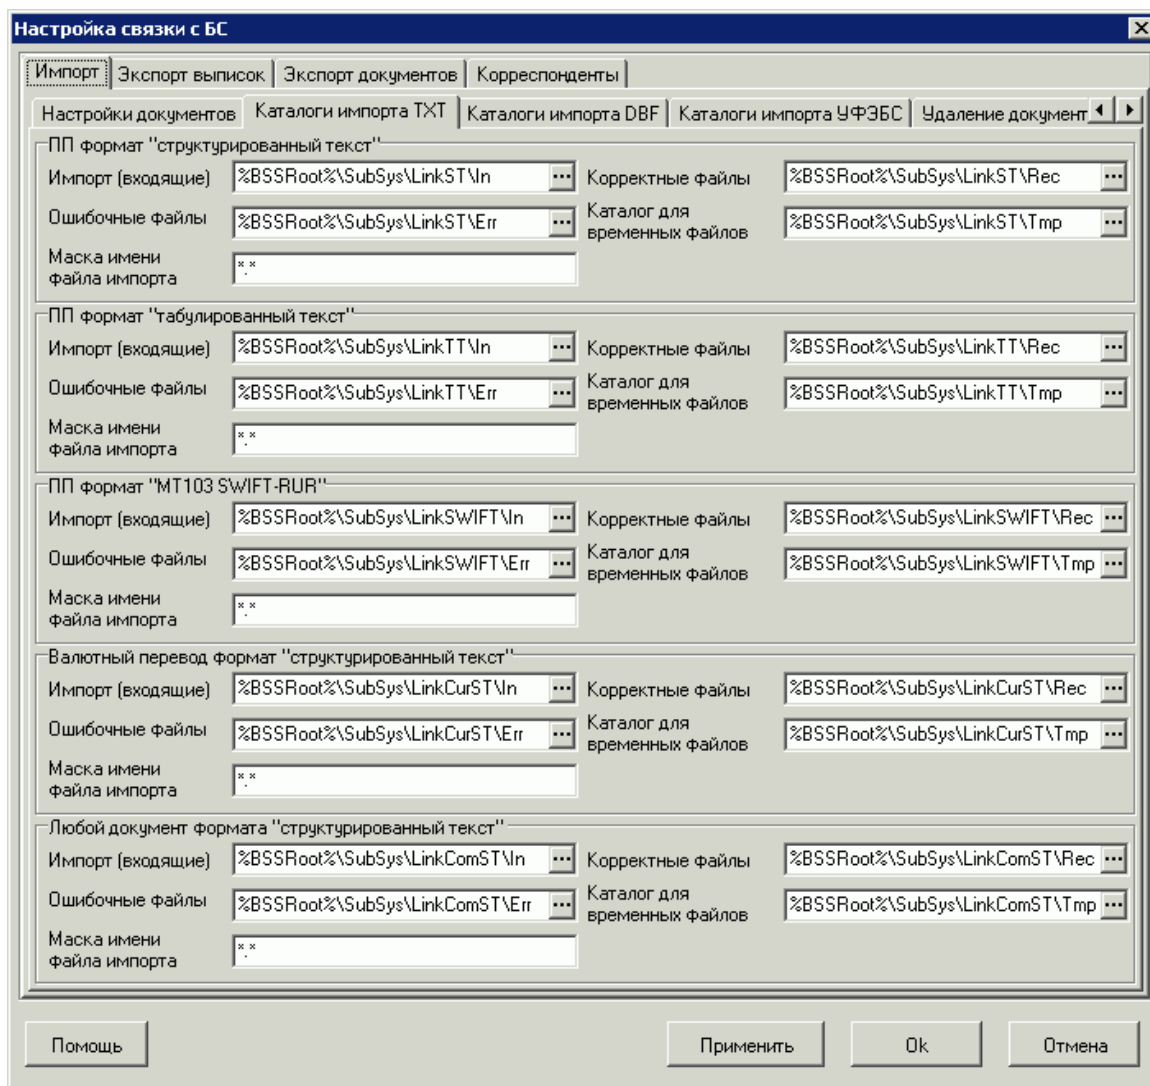 Настройка связки с БС
Импорт Экспорт выписок Экспорт документов Корреспонденты
Настройки документов Каталоги импорта TXT Каталоги импорта DBF Каталоги импорта УФЭБС Удаление документ
ПП формат "структурированный текст"
Импорт (входящие) %BSSRoot%\SubSys\LinkST\In ... Корректные файлы %BSSRoot%\SubSys\LinkST\Rec ...
Ошибочные файлы %BSSRoot%\SubSys\LinkST\Err ... Каталог для
временных файлов %BSSRoot%\SubSys\LinkST\Tmp ...
Маска имени
файла импорта *.*
ПП формат "табулированный текст"
Импорт (входящие) %BSSRoot%\SubSys\LinkTT\In ... Корректные файлы %BSSRoot%\SubSys\LinkTT\Rec ...
Ошибочные файлы %BSSRoot%\SubSys\LinkTT\Err ... Каталог для
временных файлов %BSSRoot%\SubSys\LinkTT\Tmp ...
Маска имени
файла импорта *.*
ПП формат "MT103 SWIFT-RUR"
Импорт (входящие) %BSSRoot%\SubSys\LinkSWIFT\In ... Корректные файлы %BSSRoot%\SubSys\LinkSWIFT\Rec ...
Ошибочные файлы %BSSRoot%\SubSys\LinkSWIFT\Err ... Каталог для
временных файлов %BSSRoot%\SubSys\LinkSWIFT\Tmp ...
Маска имени
файла импорта *.*
Валютный перевод формат "структурированный текст"
Импорт (входящие) %BSSRoot%\SubSys\LinkCurST\In ... Корректные файлы %BSSRoot%\SubSys\LinkCurST\Rec ...
Ошибочные файлы %BSSRoot%\SubSys\LinkCurST\Err ... Каталог для
временных файлов %BSSRoot%\SubSys\LinkCurST\Tmp ...
Маска имени
файла импорта *.*
Любой документ формата "структурированный текст"
Импорт (входящие) %BSSRoot%\SubSys\LinkComST\In ... Корректные файлы %BSSRoot%\SubSys\LinkComST\Rec ...
Ошибочные файлы %BSSRoot%\SubSys\LinkComST\Err ... Каталог для
временных файлов %BSSRoot%\SubSys\LinkComST\Tmp ...
Маска имени
файла импорта *.*
Помощь Применить Ok Отмена